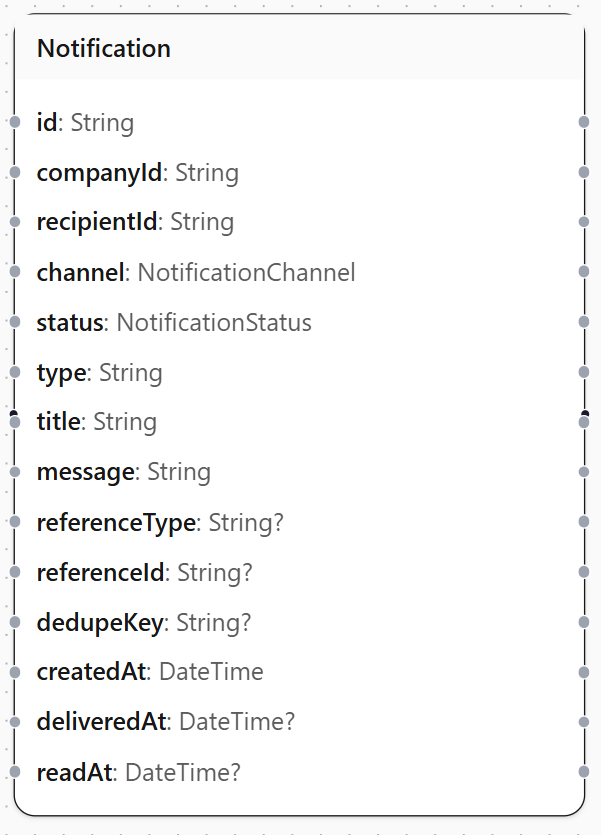 Notification
id: String
companyId: String
recipientId: String
channel: NotificationChannel
status: NotificationStatus
type: String
title: String
message: String
referenceType: String?
referenceId: String?
dedupeKey: String?
createdAt: DateTime
deliveredAt: DateTime?
readAt: DateTime?